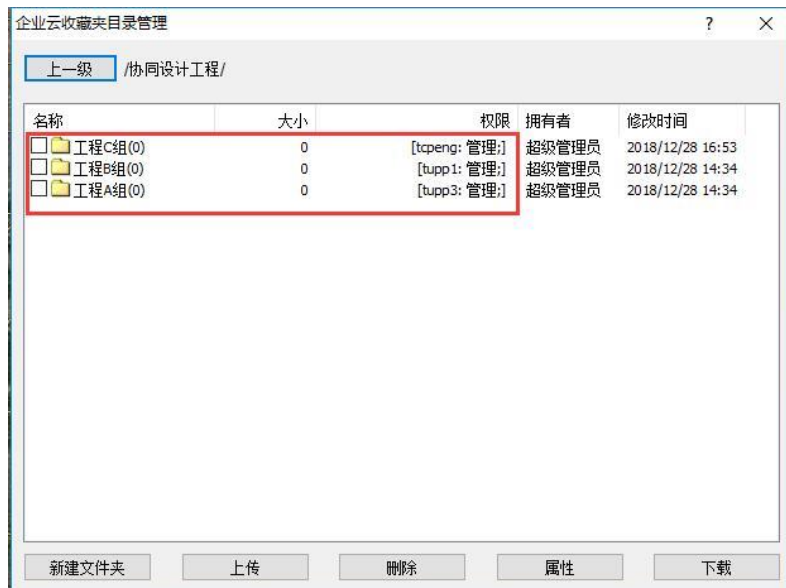 企业云收藏夹目录管理 ?
上一级 /协同设计工程/
名称 大小 权限 拥有者 修改时间
工程C组(0) 0 [tcpeng: 管理;] 超级管理员 2018/12/28 16:53
工程B组(0) 0 [tupp1: 管理;] 超级管理员 2018/12/28 14:34
工程A组(0) 0 [tupp3: 管理;] 超级管理员 2018/12/28 14:34
新建文件夹 上传 删除 属性 下载